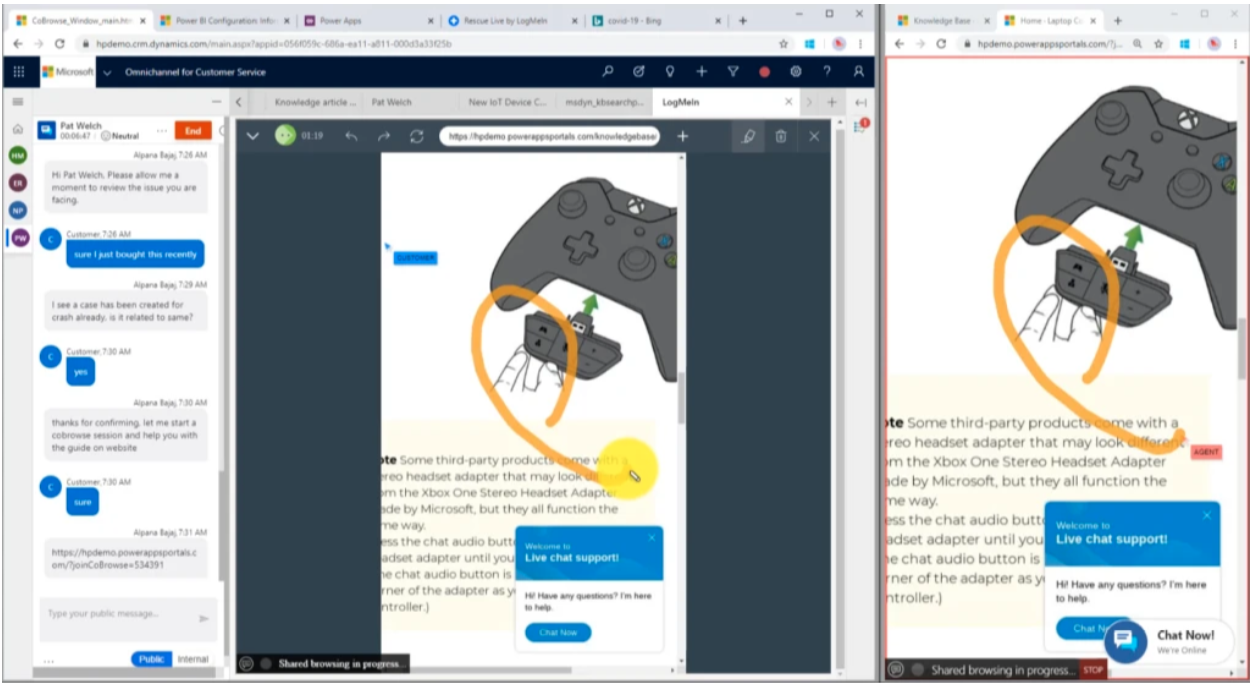 CoBrowse_Window_main.htm
Power BI Configuration: Infor
Power Apps
Rescue Live by LogMeIn
covid-19 - Bing
hpdemo.crm.dynamics.com/main.aspx?appid=056f059c-686a-ea11-a811-000d3a33f25b
Microsoft
Omnichannel for Customer Service
Pat Welch
00:06:47 / Neutral
End
HM
ER
NP
PW
Alpana Bajaj, 7:26 AM
Hi Pat Welch. Please allow me a
moment to review the issue you are
facing.
Customer, 7:26 AM
C
sure I just bought this recently
Alpana Bajaj, 7:29 AM
I see a case has been created for
crash already. is it related to same?
Customer, 7:30 AM
C
yes
Alpana Bajaj, 7:30 AM
thanks for confirming, let me start a
cobrowse session and help you with
the guide on website
Customer, 7:30 AM
C
sure
Alpana Bajaj, 7:31 AM
https://hpdemo.powerappsportals.c
om/?joinCoBrowse=534391
Type your public message...
Public
Internal
Knowledge article ...
Pat Welch
New IoT Device C...
msdyn_kbsearchp...
LogMeIn
1
01:19
https://hpdemo.powerappsportals.com/knowledgebase
CUSTOMER
ote Some third-party products come with a
ereo headset adapter that may look different
om the Xbox One Stereo Headset Adapter
ade by Microsoft, but they all function the
me way.
ess the chat audio butt
adset adapter until you
he chat audio button is
rner of the adapter as yo
ntroller.)
Welcome to
Live chat support!
Hi! Have any questions? I'm here
to help.
Chat Now
Shared browsing in progress...
Knowledge Base -
Home - Laptop Co
hpdemo.powerappsportals.com/?j...
ote Some third-party products come with a
ereo headset adapter that may look different
om the Xbox One Stereo Headset Adapter
ade by Microsoft, but they all function the
me way.
AGENT
ess the chat audio butto
adset adapter until you
he chat audio button is
rner of the adapter as yo
ntroller.)
Welcome to
Live chat support!
Hi! Have any questions? I'm here
to help.
Chat No
Chat Now!
We're Online
Shared browsing in progress...
STOP